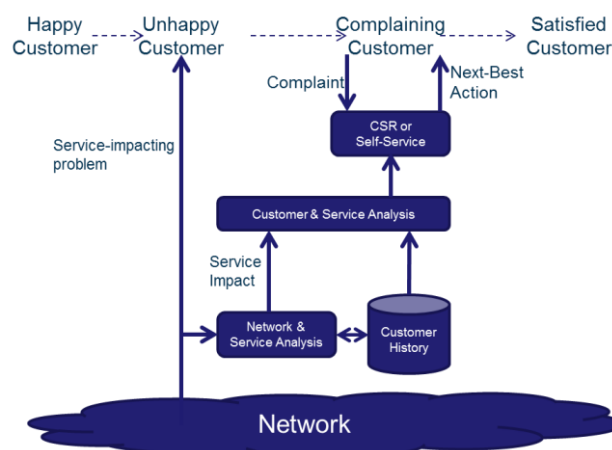 Happy
Customer
Unhappy
Customer
Complaining
Customer
Satisfied
Customer
Complaint
Next-Best
Action
CSR or
Self-Service
Service-impacting
problem
Customer & Service Analysis
Service
Impact
Network &
Service Analysis
Customer
History
Network